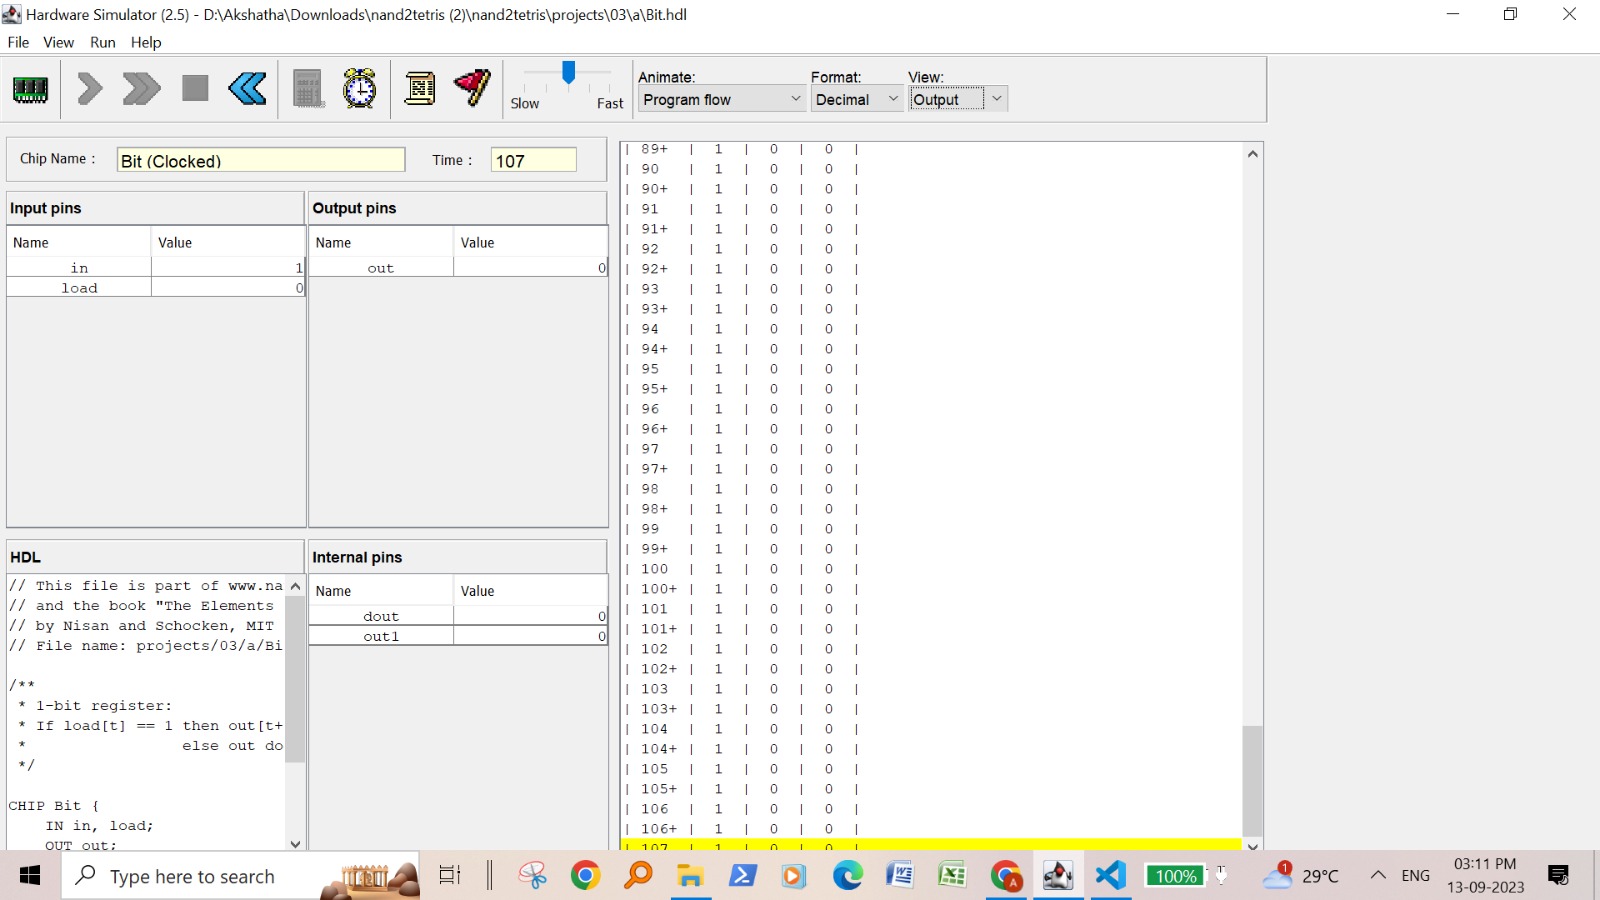 Hardware Simulator (2.5) - D:\Akshatha\Downloads\nand2tetris (2)\nand2tetris\projects\03\a\Bit.hdl
File View Run Help
Slow Fast
Animate: Format: View:
Program flow Decimal Output
Chip Name : Bit (Clocked) Time : 107
Input pins Output pins
Name Value Name Value
in 1 out 0
load 0
HDL Internal pins
Name Value
dout 0
out1 0
// This file is part of www.na
// and the book "The Elements
// by Nisan and Schocken, MIT
// File name: projects/03/a/Bi
/**
* 1-bit register:
* If load[t] == 1 then out[t+
* else out do
*/
CHIP Bit {
IN in, load;
OUT out;
| 89+ | 1 | 0 | 0 |
| 90 | 1 | 0 | 0 |
| 90+ | 1 | 0 | 0 |
| 91 | 1 | 0 | 0 |
| 91+ | 1 | 0 | 0 |
| 92 | 1 | 0 | 0 |
| 92+ | 1 | 0 | 0 |
| 93 | 1 | 0 | 0 |
| 93+ | 1 | 0 | 0 |
| 94 | 1 | 0 | 0 |
| 94+ | 1 | 0 | 0 |
| 95 | 1 | 0 | 0 |
| 95+ | 1 | 0 | 0 |
| 96 | 1 | 0 | 0 |
| 96+ | 1 | 0 | 0 |
| 97 | 1 | 0 | 0 |
| 97+ | 1 | 0 | 0 |
| 98 | 1 | 0 | 0 |
| 98+ | 1 | 0 | 0 |
| 99 | 1 | 0 | 0 |
| 99+ | 1 | 0 | 0 |
| 100 | 1 | 0 | 0 |
| 100+ | 1 | 0 | 0 |
| 101 | 1 | 0 | 0 |
| 101+ | 1 | 0 | 0 |
| 102 | 1 | 0 | 0 |
| 102+ | 1 | 0 | 0 |
| 103 | 1 | 0 | 0 |
| 103+ | 1 | 0 | 0 |
| 104 | 1 | 0 | 0 |
| 104+ | 1 | 0 | 0 |
| 105 | 1 | 0 | 0 |
| 105+ | 1 | 0 | 0 |
| 106 | 1 | 0 | 0 |
| 106+ | 1 | 0 | 0 |
| 107 | 1 | 0 | 0 |
Type here to search
100%
1
29°C
ENG
03:11 PM
13-09-2023